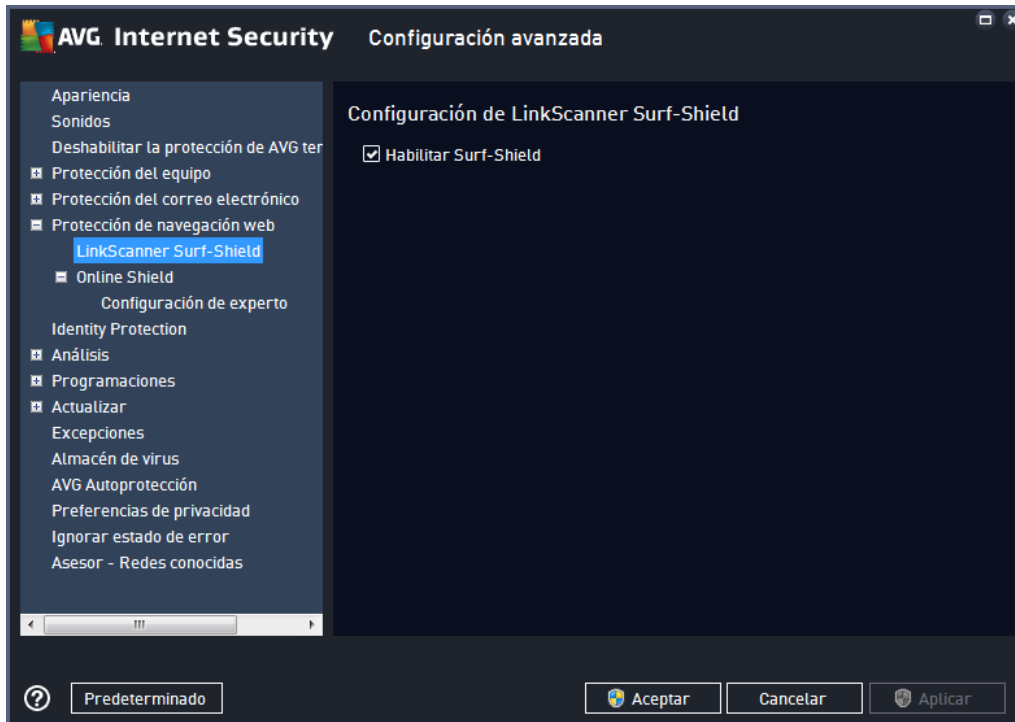 AVG. Internet Security Configuración avanzada
Apariencia
Sonidos
Deshabilitar la protección de AVG ter
Protección del equipo
Protección del correo electrónico
Protección de navegación web
LinkScanner Surf-Shield
Online Shield
Configuración de experto
Identity Protection
Análisis
Programaciones
Actualizar
Excepciones
Almacén de virus
AVG Autoprotección
Preferencias de privacidad
Ignorar estado de error
Asesor - Redes conocidas
Configuración de LinkScanner Surf-Shield
Habilitar Surf-Shield
Predeterminado
Aceptar
Cancelar
Aplicar